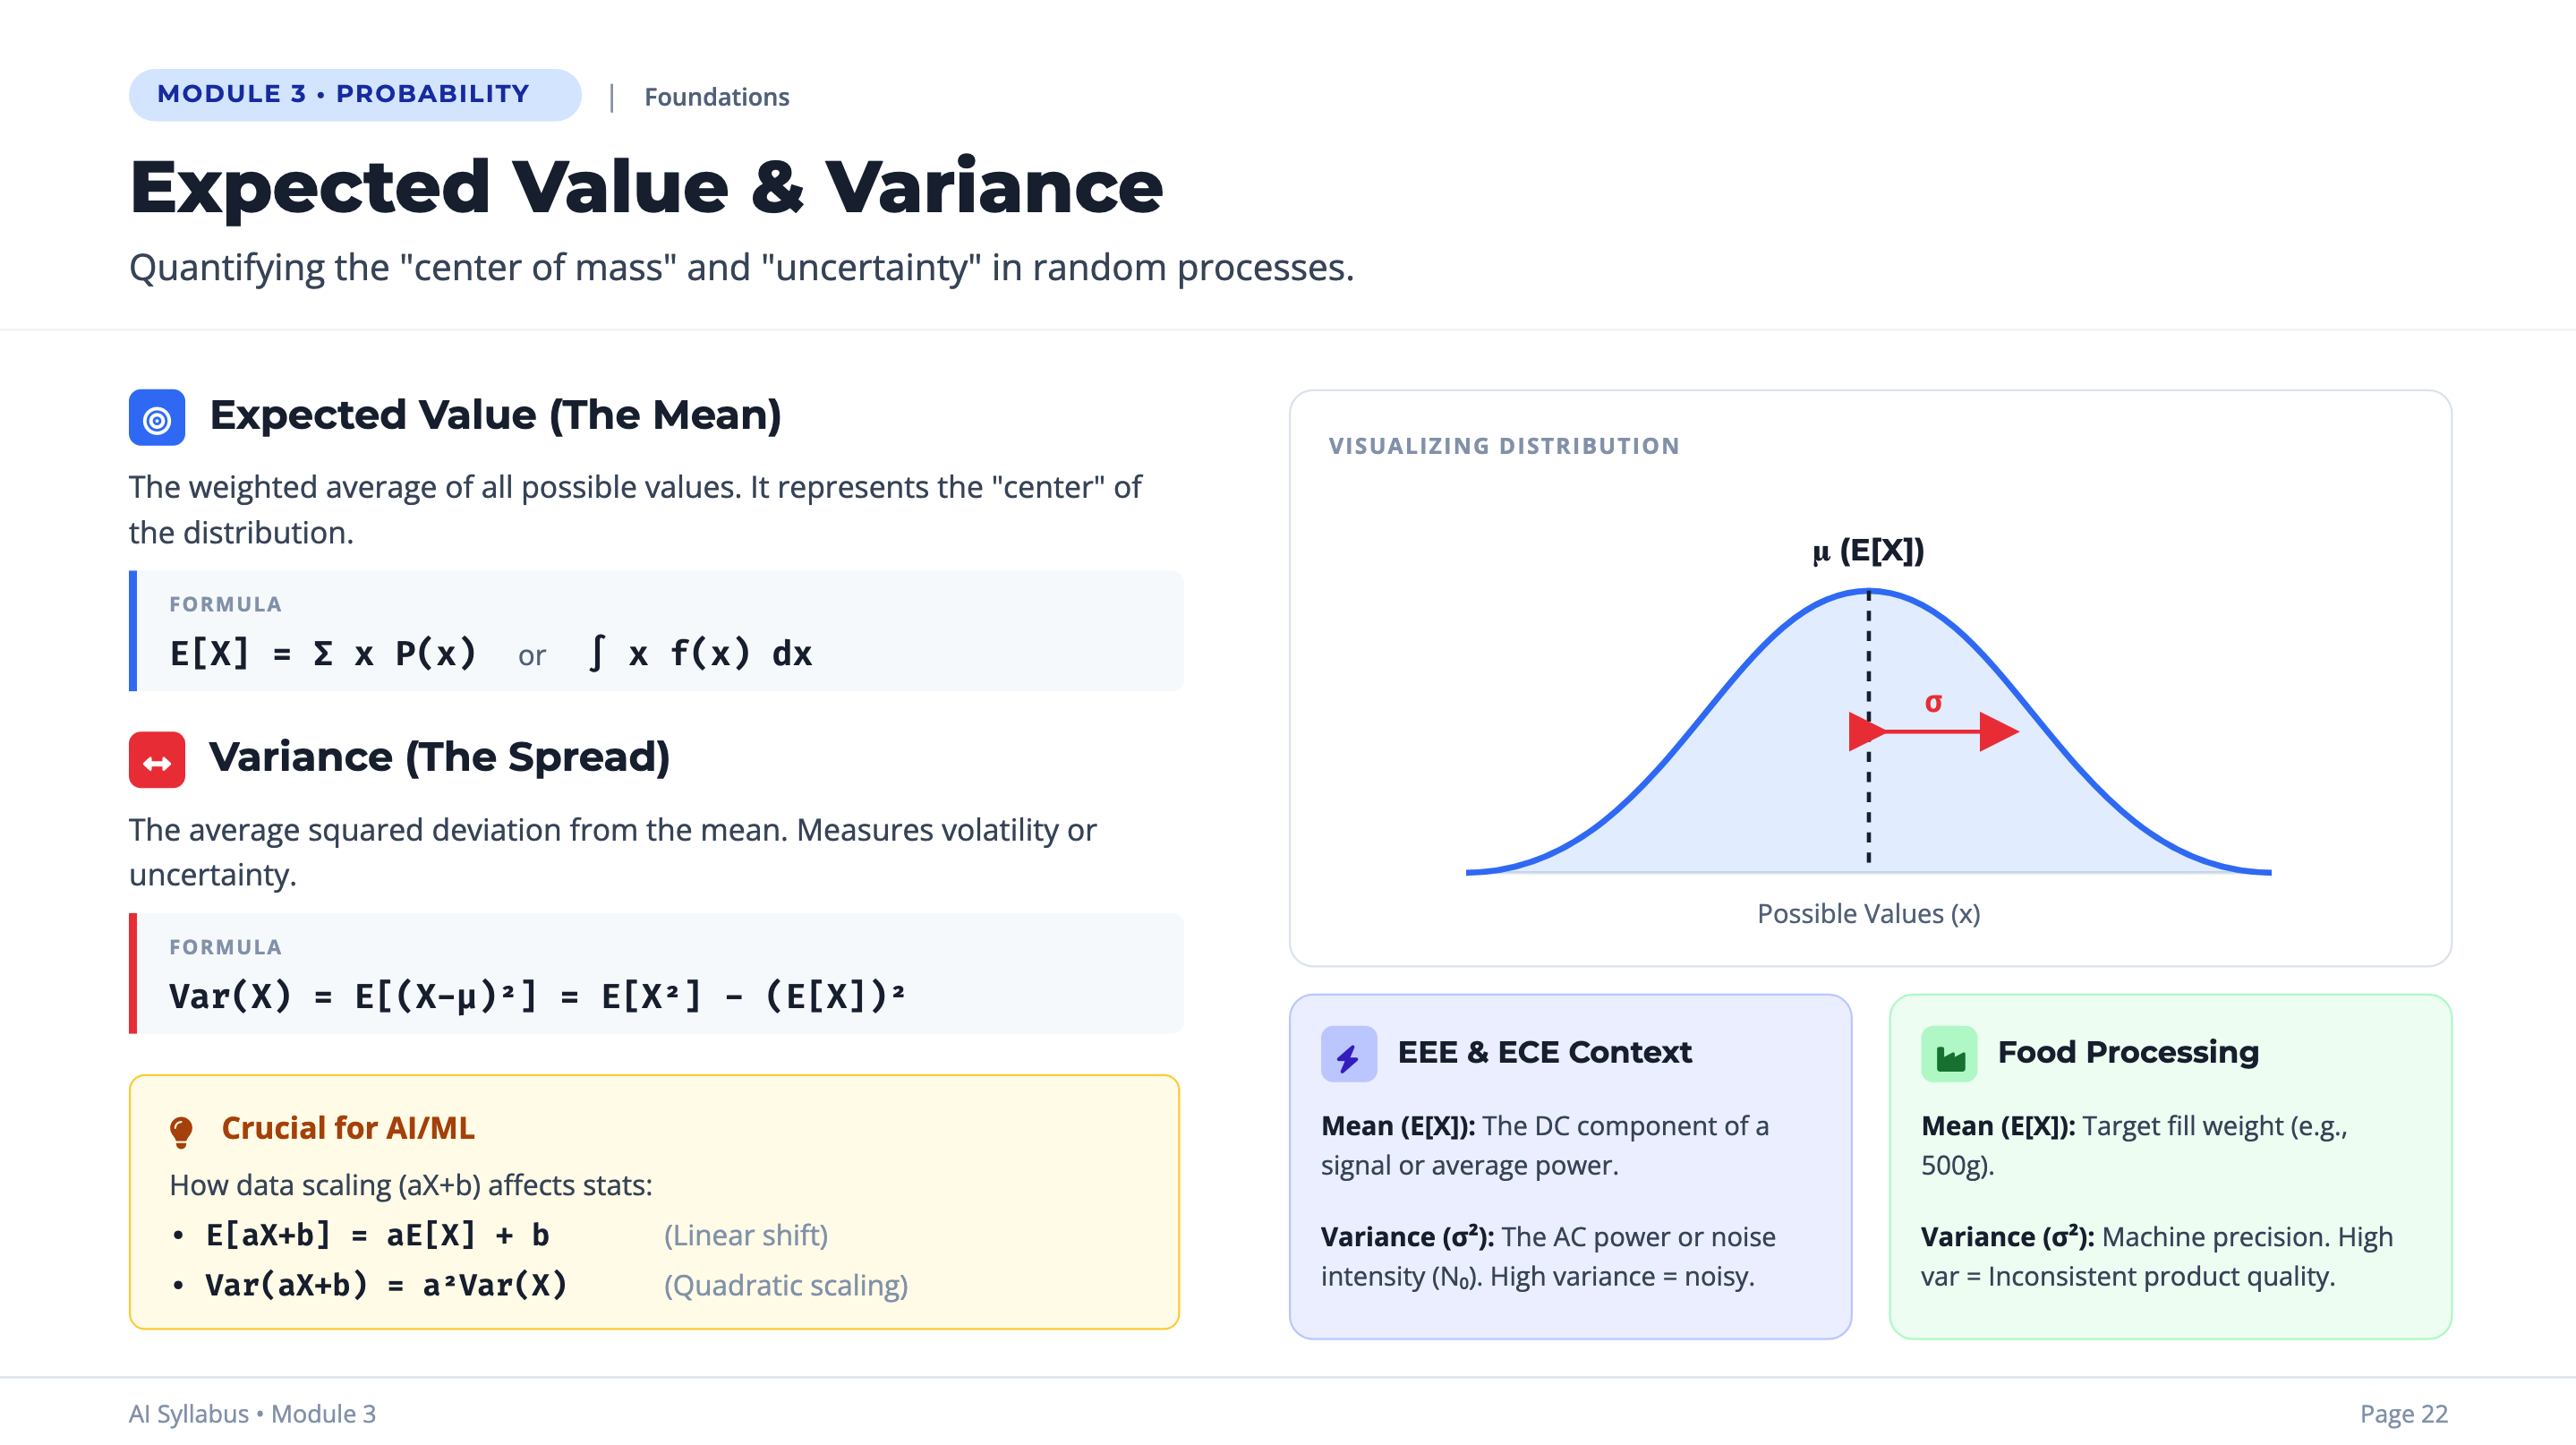 MODULE 3 • PROBABILITY | Foundations
Expected Value & Variance
Quantifying the "center of mass" and "uncertainty" in random processes.
Expected Value (The Mean)
The weighted average of all possible values. It represents the "center" of
the distribution.
FORMULA
E[X] = Σ x P(x) or ∫ x f(x) dx
Variance (The Spread)
The average squared deviation from the mean. Measures volatility or
uncertainty.
FORMULA
Var(X) = E[(X−μ)²] = E[X²] − (E[X])²
Crucial for AI/ML
How data scaling (aX+b) affects stats:
• E[aX+b] = aE[X] + b (Linear shift)
• Var(aX+b) = a²Var(X) (Quadratic scaling)
VISUALIZING DISTRIBUTION
μ (E[X])
σ
Possible Values (x)
EEE & ECE Context
Mean (E[X]): The DC component of a
signal or average power.
Variance (σ²): The AC power or noise
intensity (N₀). High variance = noisy.
Food Processing
Mean (E[X]): Target fill weight (e.g.,
500g).
Variance (σ²): Machine precision. High
var = Inconsistent product quality.
AI Syllabus • Module 3
Page 22